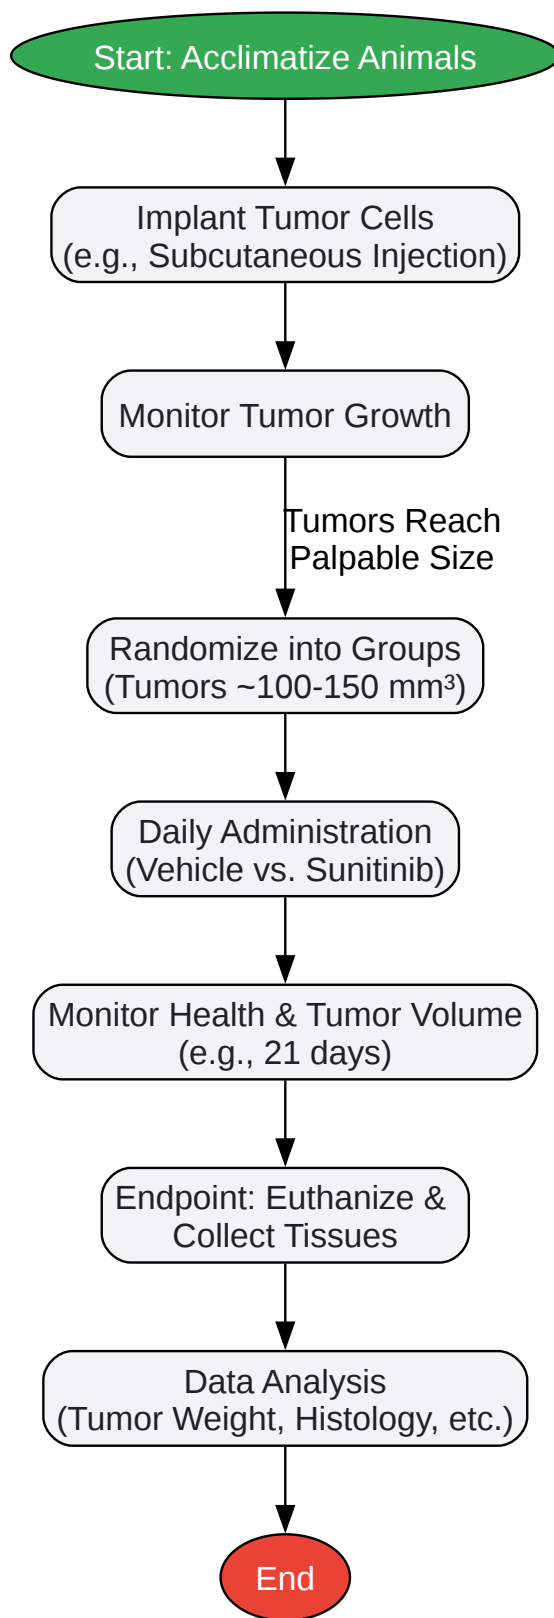 Start: Acclimatize Animals
Implant Tumor Cells
(e.g., Subcutaneous Injection)
Monitor Tumor Growth
Tumors Reach
Palpable Size
Randomize into Groups
(Tumors ~100-150 mm³)
Daily Administration
(Vehicle vs. Sunitinib)
Monitor Health & Tumor Volume
(e.g., 21 days)
Endpoint: Euthanize &
Collect Tissues
Data Analysis
(Tumor Weight, Histology, etc.)
End